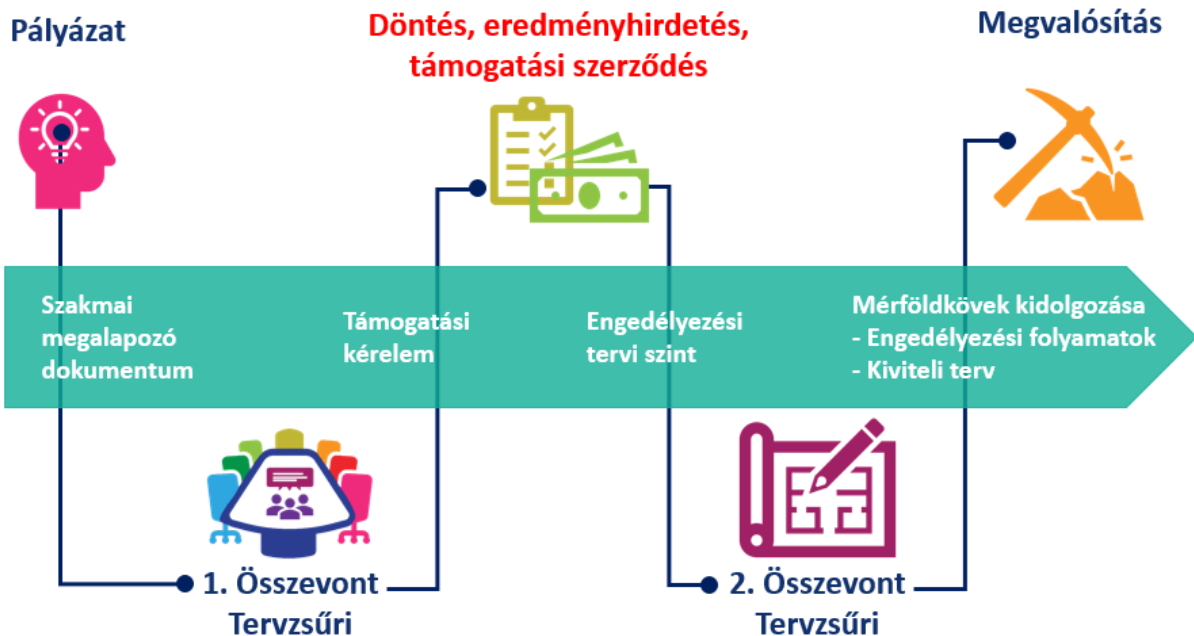 Pályázat
Döntés, eredményhirdetés,
támogatási szerződés
Megvalósítás
Szakmai
megalapozó
dokumentum
Támogatási
kérelem
Engedélyezési
tervi szint
Mérföldkövek kidolgozása
- Engedélyezési folyamatok
- Kiviteli terv
1. Összevont
Tervzsűri
2. Összevont
Tervzsűri